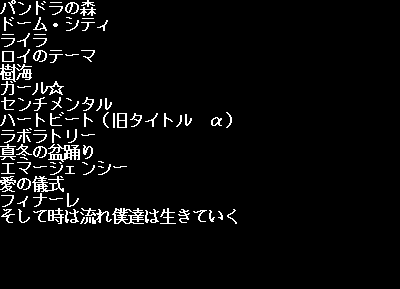 パンドラの森
ドーム・シティ
ライラ
ロイのテーマ
樹海
ガール☆
センチメンタル
ハートビート（旧タイトル　α）
ラボラトリー
真冬の盆踊り
エマージェンシー
愛の儀式
フィナーレ
そして時は流れ僕達は生きていく